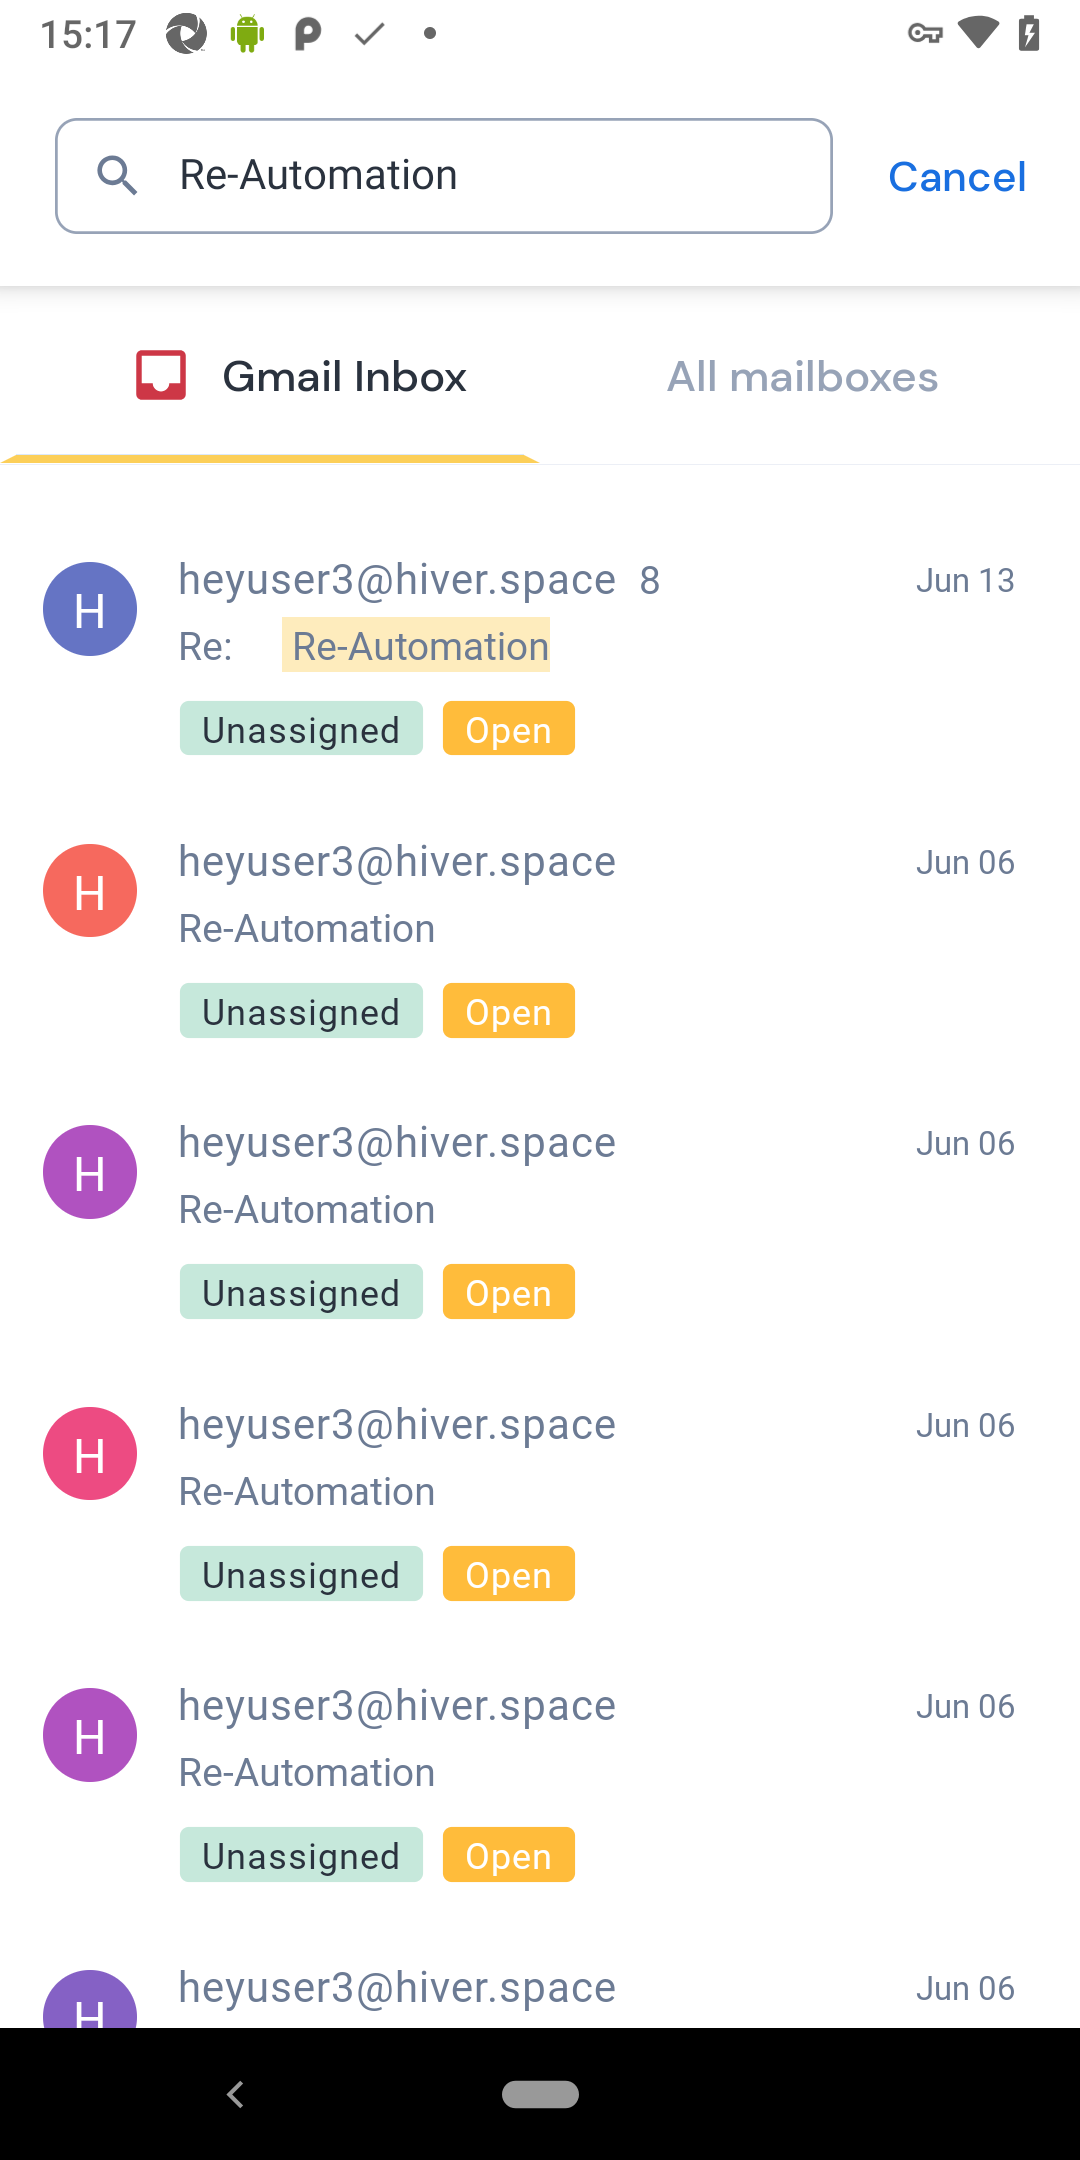 15:17
Re-Automation
Cancel
Gmail Inbox
All mailboxes
H
heyuser3@hiver.space 8
Jun 13
Re: Re-Automation
Unassigned
Open
H
heyuser3@hiver.space
Jun 06
Re-Automation
Unassigned
Open
H
heyuser3@hiver.space
Jun 06
Re-Automation
Unassigned
Open
H
heyuser3@hiver.space
Jun 06
Re-Automation
Unassigned
Open
H
heyuser3@hiver.space
Jun 06
Re-Automation
Unassigned
Open
H
heyuser3@hiver.space
Jun 06